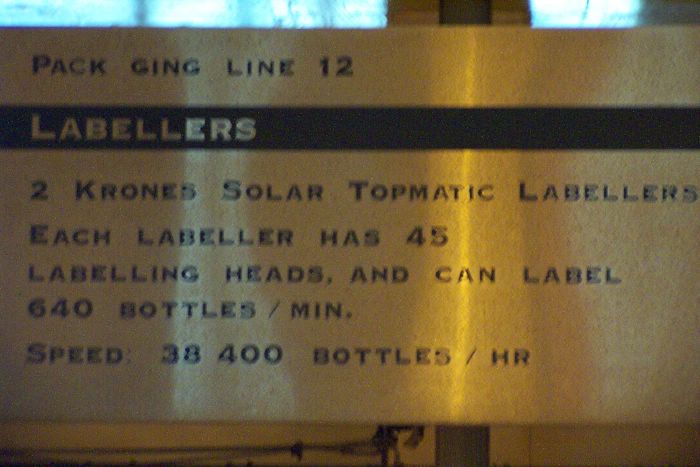 PACK GING LINE 12
LABELLERS
2 KRONES SOLAR TOPMATIC LABELLERS
EACH LABELLER HAS 45
LABELLING HEADS, AND CAN LABEL
640 BOTTLES / MIN.
SPEED: 38 400 BOTTLES / HR